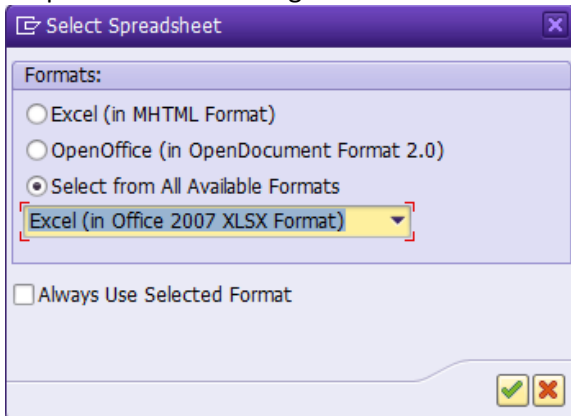 Select Spreadsheet
Formats:
Excel (in MHTML Format)
OpenOffice (in OpenDocument Format 2.0)
Select from All Available Formats
Excel (in Office 2007 XLSX Format)
Always Use Selected Format